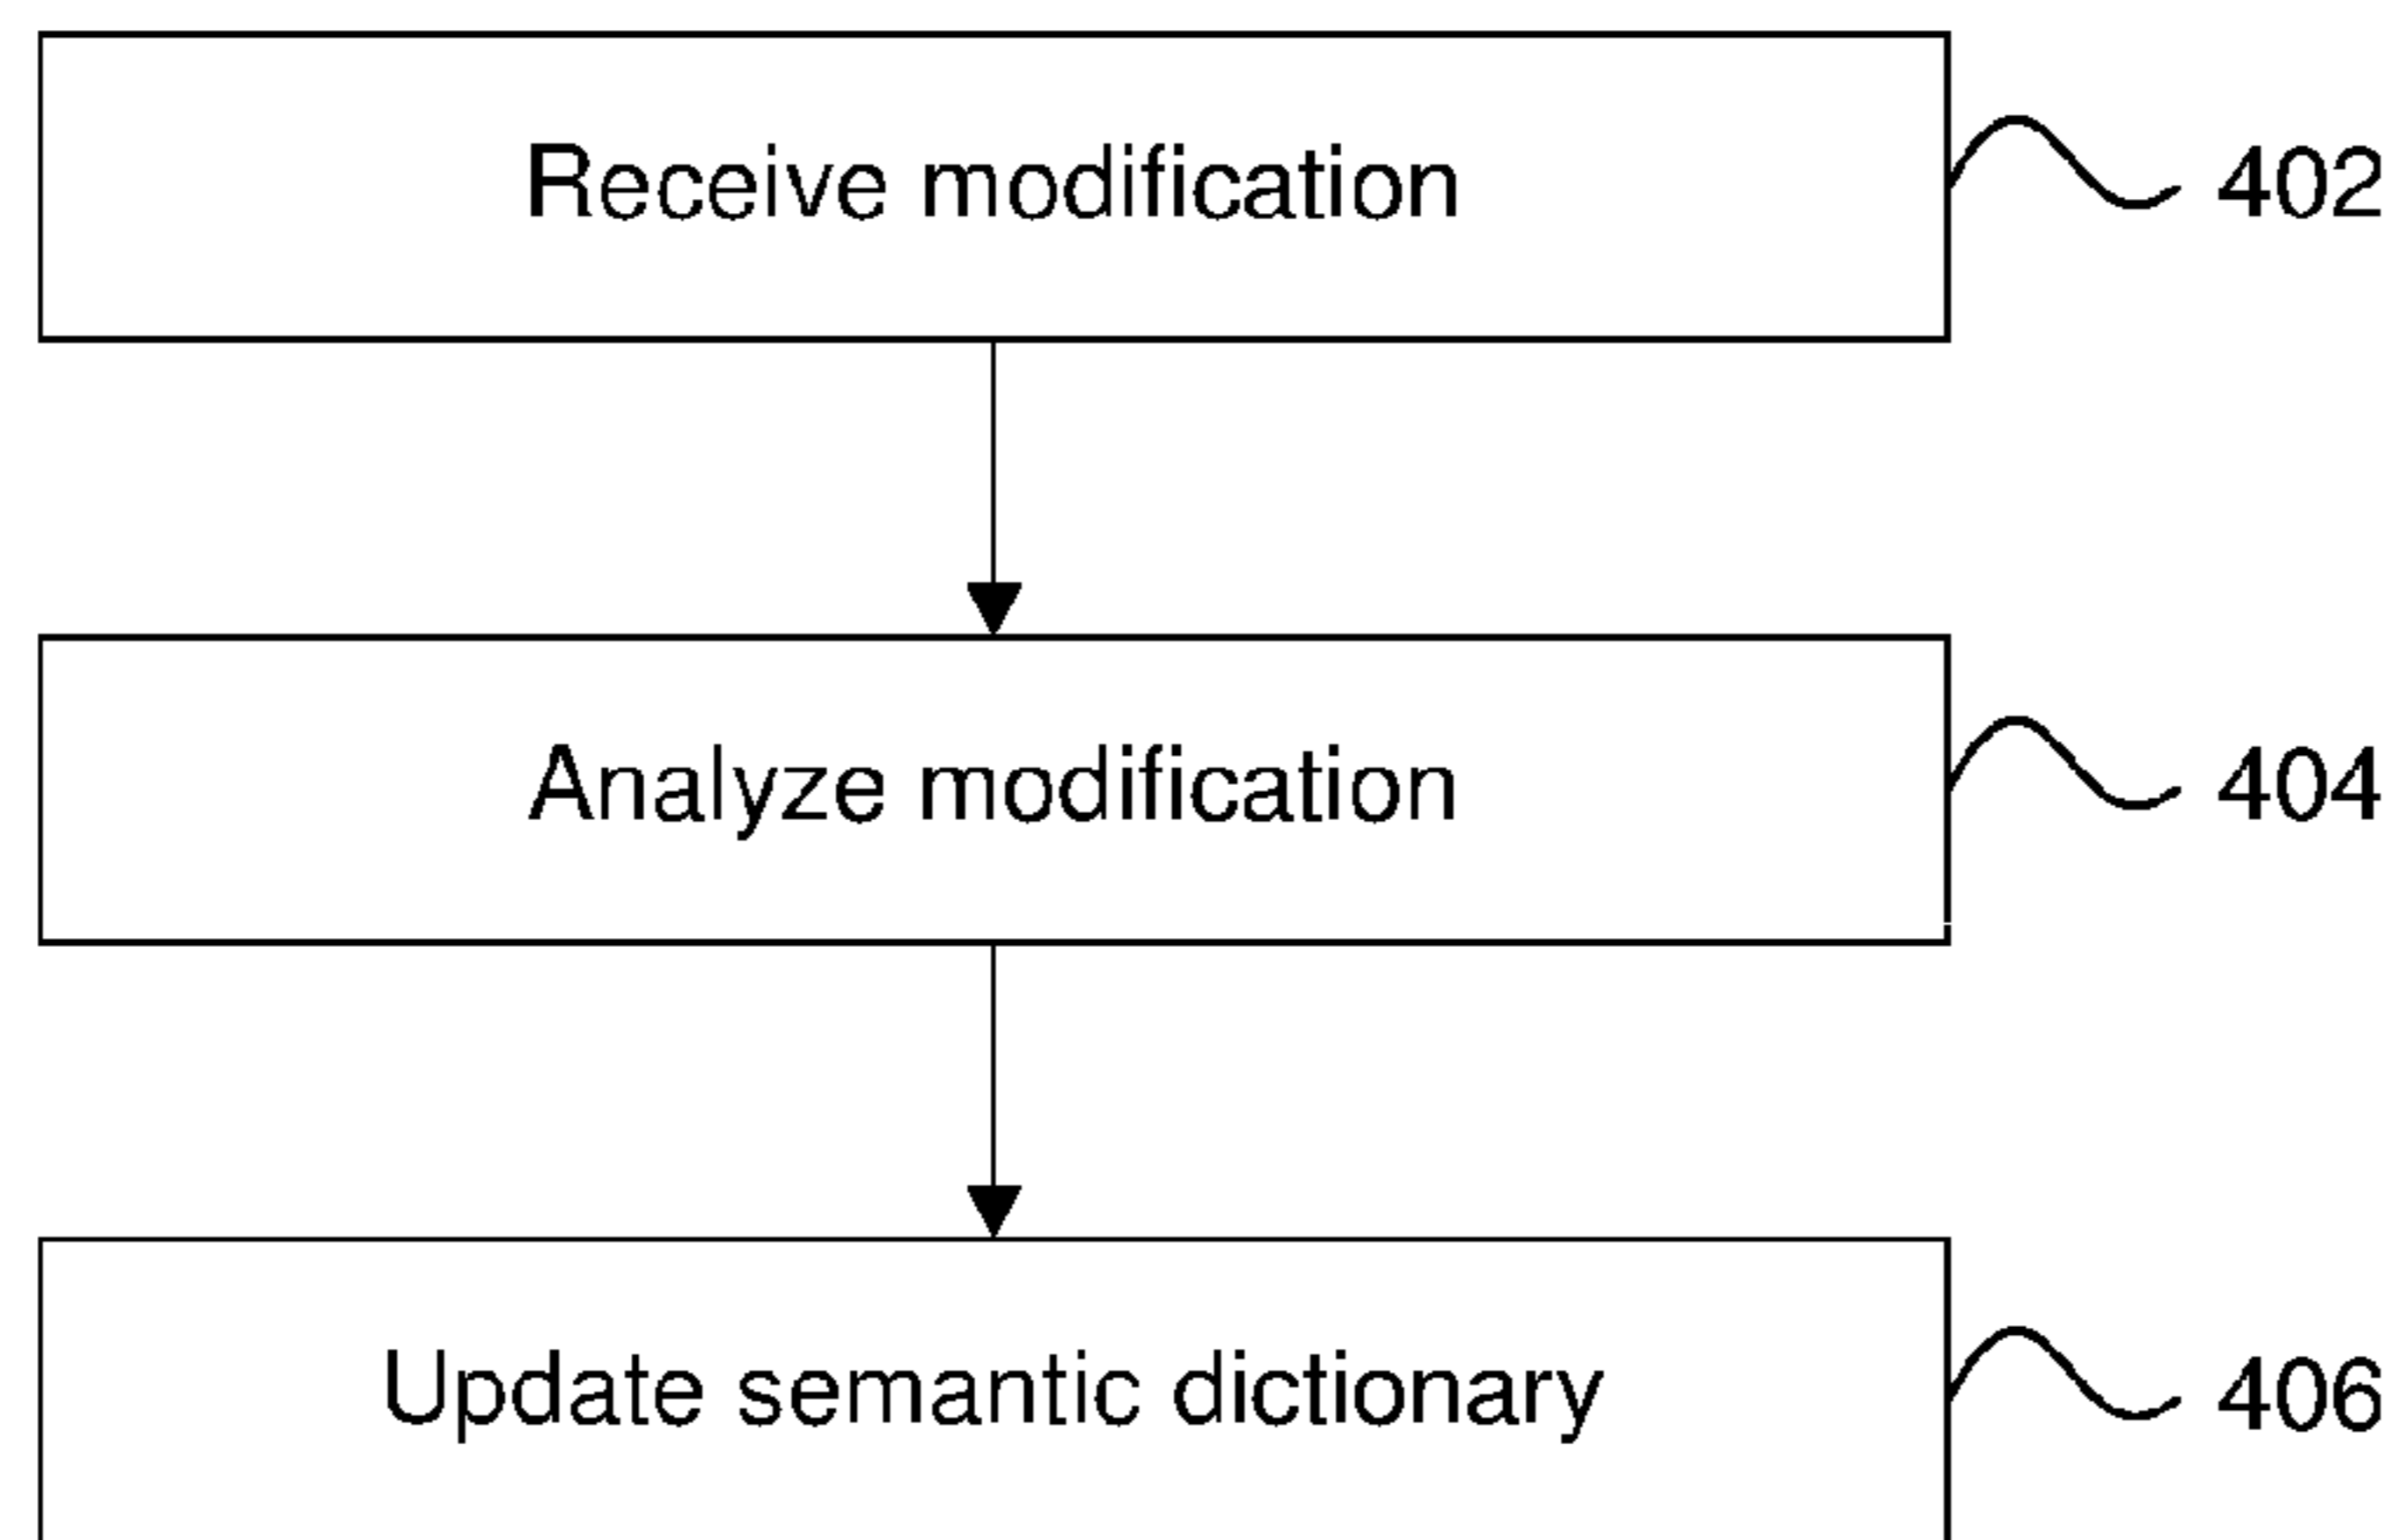 Receive modification
402
Analyze modification
404
Update semantic dictionary
406